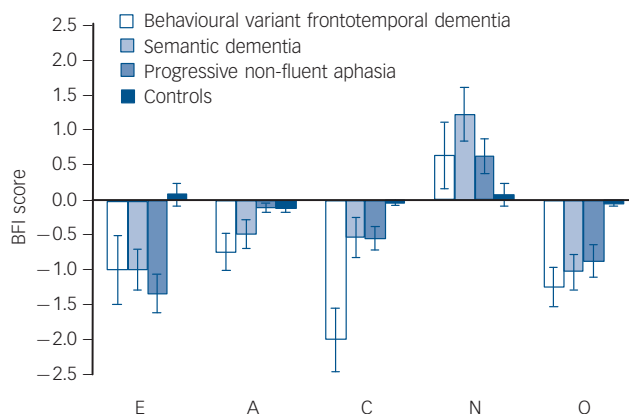 Behavioural variant frontotemporal dementia
Semantic dementia
Progressive non-fluent aphasia
Controls
BFI score
2.5
2.0
1.5
1.0
0.5
0.0
−0.5
−1.0
−1.5
−2.0
−2.5
E A C N O